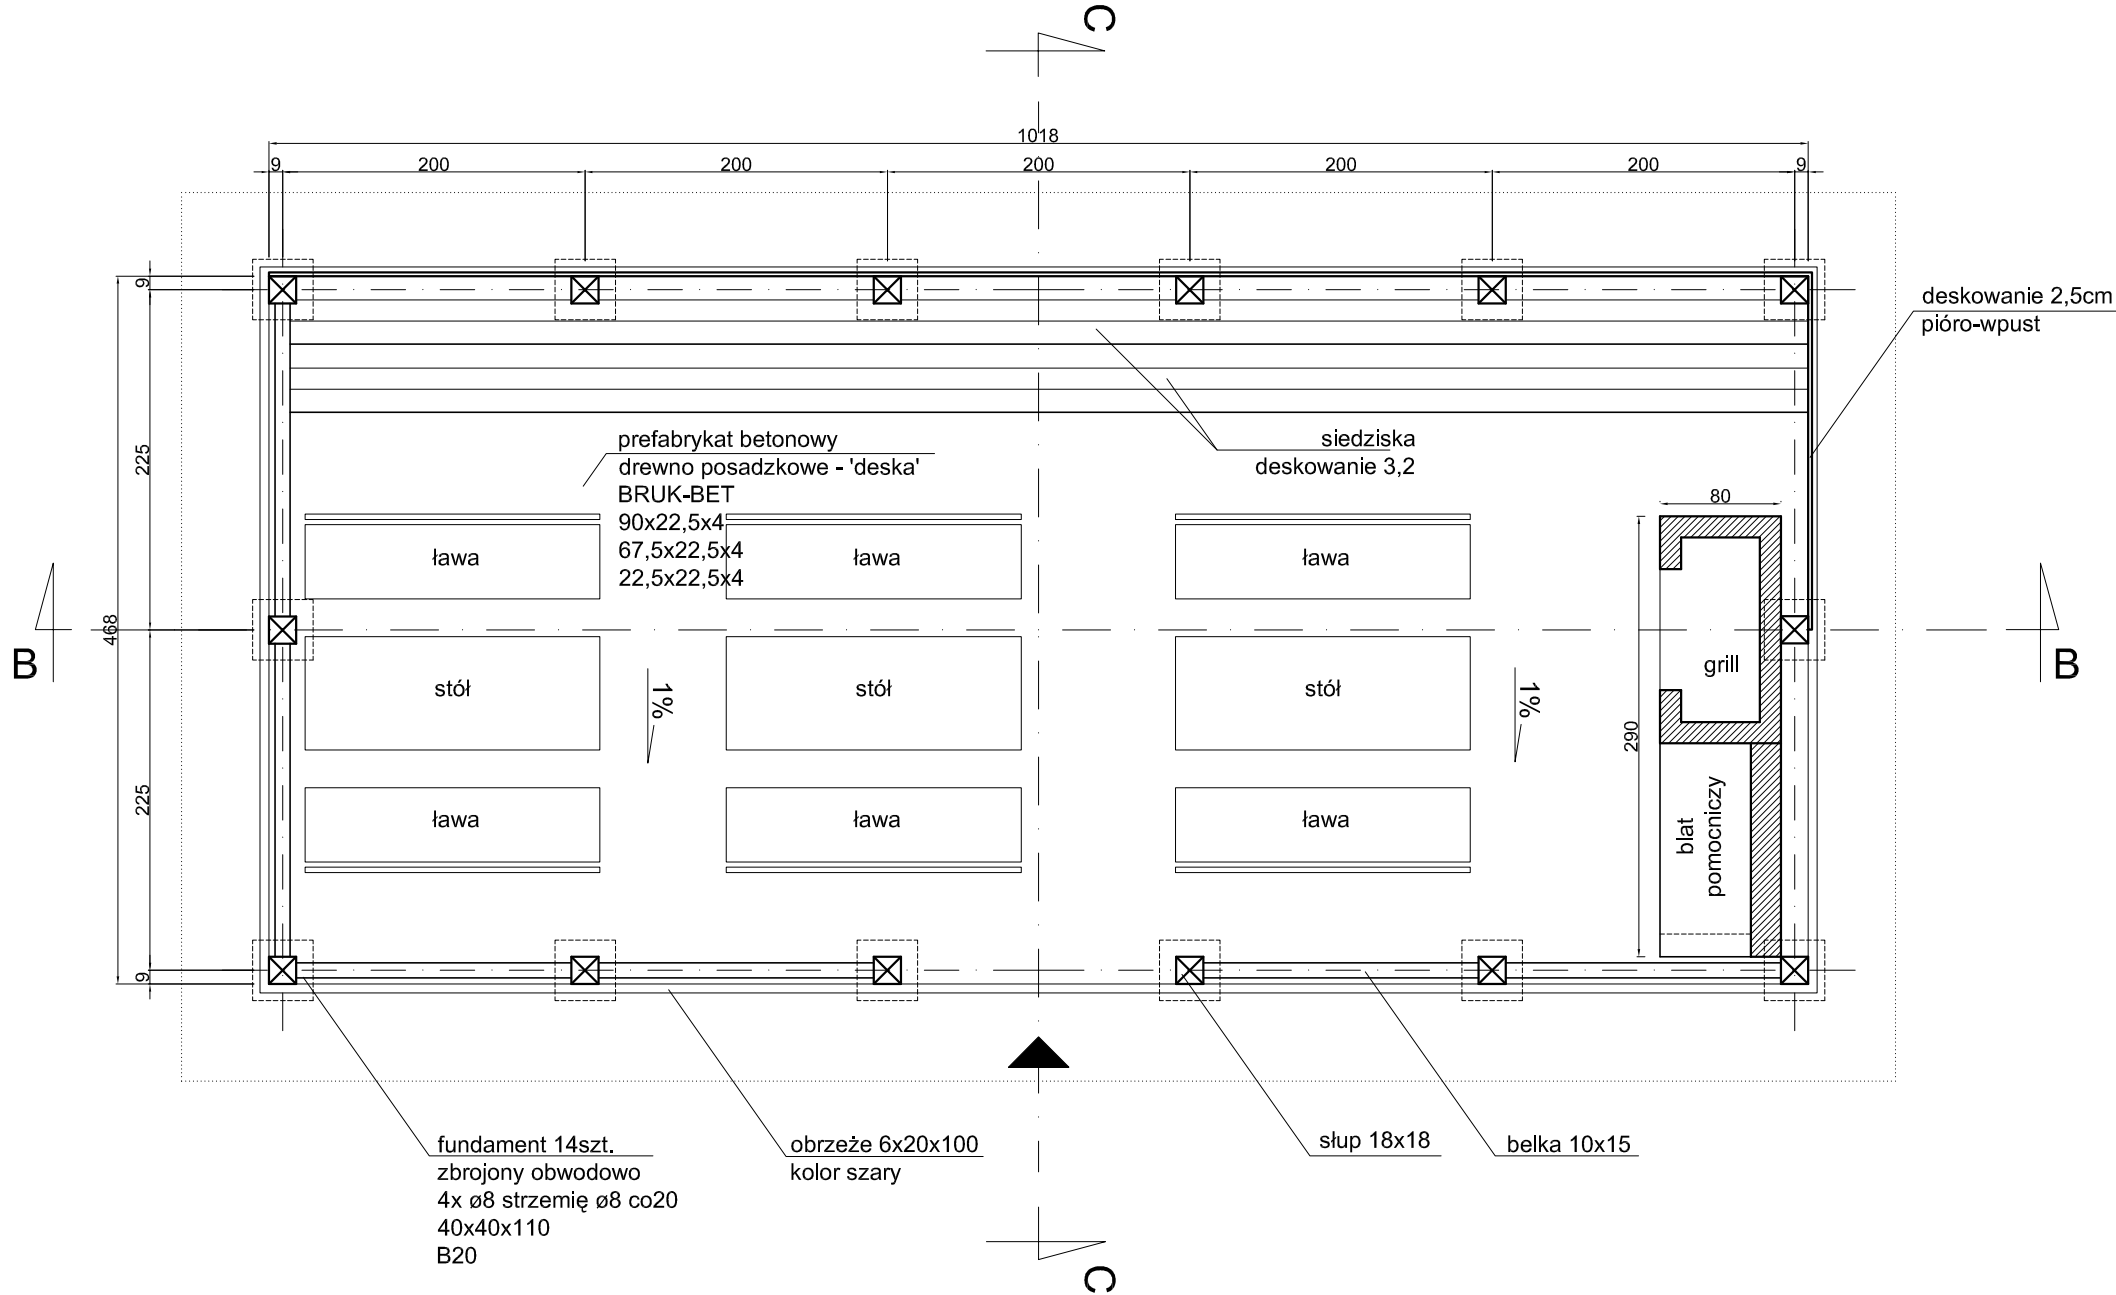 C
1018
9
200
200
200
200
200
9
9
225
468
225
9
deskowanie 2,5cm
pióro-wpust
prefabrykat betonowy
drewno posadzkowe - 'deska'
BRUK-BET
90x22,5x4
67,5x22,5x4
22,5x22,5x4
siedziska
deskowanie 3,2
80
290
ława
ława
ława
B
B
stół
stół
stół
grill
1%
1%
ława
ława
ława
blat
pomocniczy
fundament 14szt.
zbrojony obwodowo
4x ø8 strzemię ø8 co20
40x40x110
B20
obrzeże 6x20x100
kolor szary
słup 18x18
belka 10x15
C